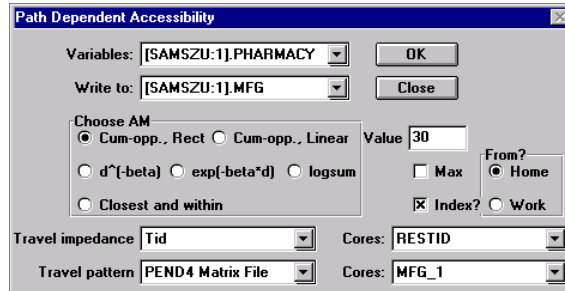 Path Dependent Accessibility
Variables: [SAMSZU:1].PHARMACY OK
Write to: [SAMSZU:1].MFG Close
Choose AM
Cum-opp., Rect Cum-opp., Linear Value 30
From?
d^(-beta) exp(-beta*d) logsum Max Home
Closest and within Index? Work
Travel impedance Tid Cores: RESTID
Travel pattern PEND4 Matrix File Cores: MFG_1